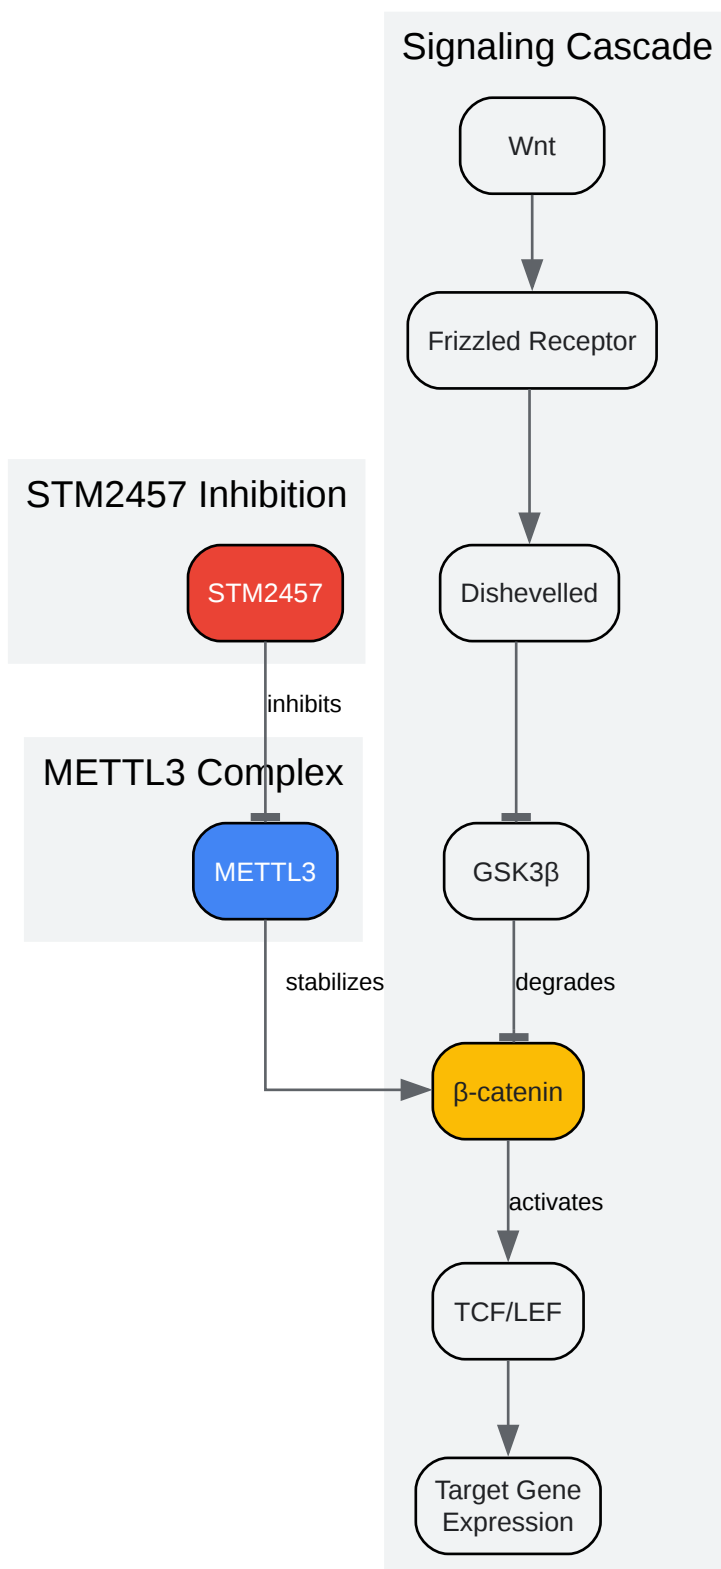 Signaling Cascade
Wnt
Frizzled Receptor
STM2457 Inhibition
STM2457
Dishevelled
inhibits
METTL3 Complex
METTL3
GSK3β
stabilizes
degrades
β-catenin
activates
TCF/LEF
Target Gene
Expression